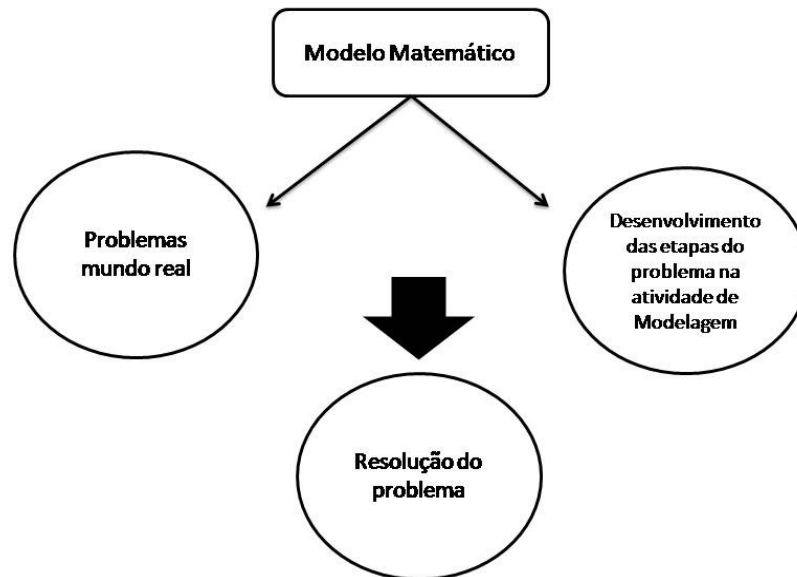 Modelo Matemático
Problemas
mundo real
Desenvolvimento
das etapas do
problema na
atividade de
Modelagem
Resolução do
problema